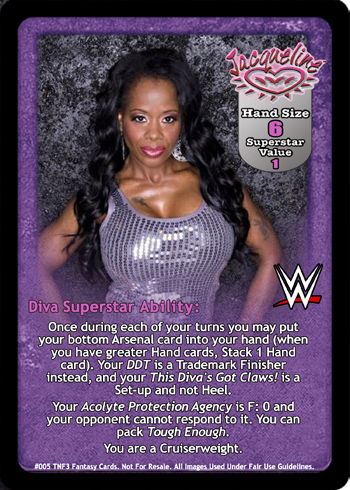 Jacqueline
Hand Size
6
Superstar
Value
1
W
Diva Superstar Ability:
Once during each of your turns you may put
your bottom Arsenal card into your hand (when
you have greater Hand cards, Stack 1 Hand
card). Your DDT is a Trademark Finisher
instead, and your This Diva's Got Claws! is a
Set-up and not Heel.
Your Acolyte Protection Agency is F: 0 and
your opponent cannot respond to it. You can
pack Tough Enough.
You are a Cruiserweight.
#005 TNF3 Fantasy Cards. Not For Resale. All Images Used Under Fair Use Guidelines.